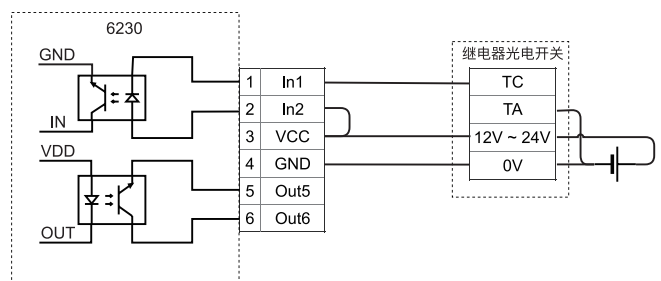 6230
GND
IN
VDD
OUT
1 In1
2 In2
3 VCC
4 GND
5 Out5
6 Out6
继电器光电开关
TC
TA
12V ~ 24V
0V